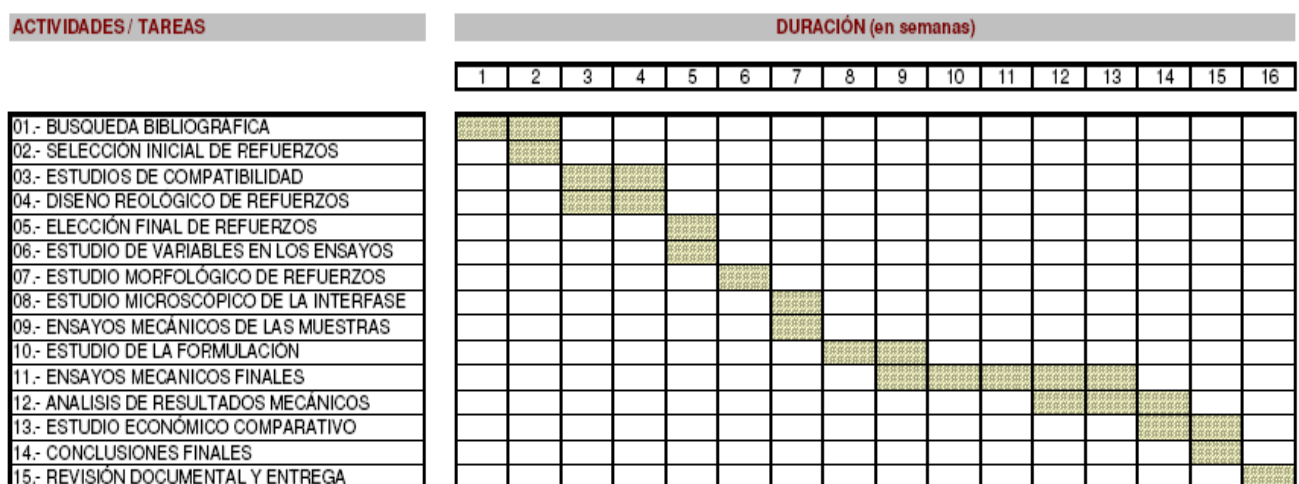 ACTIVIDADES / TAREAS
DURACIÓN (en semanas)
1 2 3 4 5 6 7 8 9 10 11 12 13 14 15 16
01.- BUSQUEDA BIBLIOGRAFICA
02.- SELECCIÓN INICIAL DE REFUERZOS
03.- ESTUDIOS DE COMPATIBILIDAD
04.- DISEÑO REOLÓGICO DE REFUERZOS
05.- ELECCIÓN FINAL DE REFUERZOS
06.- ESTUDIO DE VARIABLES EN LOS ENSAYOS
07.- ESTUDIO MORFOLÓGICO DE REFUERZOS
08.- ESTUDIO MICROSCÓPICO DE LA INTERFASE
09.- ENSAYOS MECÁNICOS DE LAS MUESTRAS
10.- ESTUDIO DE LA FORMULACIÓN
11.- ENSAYOS MECANICOS FINALES
12.- ANALISIS DE RESULTADOS MECÁNICOS
13.- ESTUDIO ECONÓMICO COMPARATIVO
14.- CONCLUSIONES FINALES
15.- REVISIÓN DOCUMENTAL Y ENTREGA